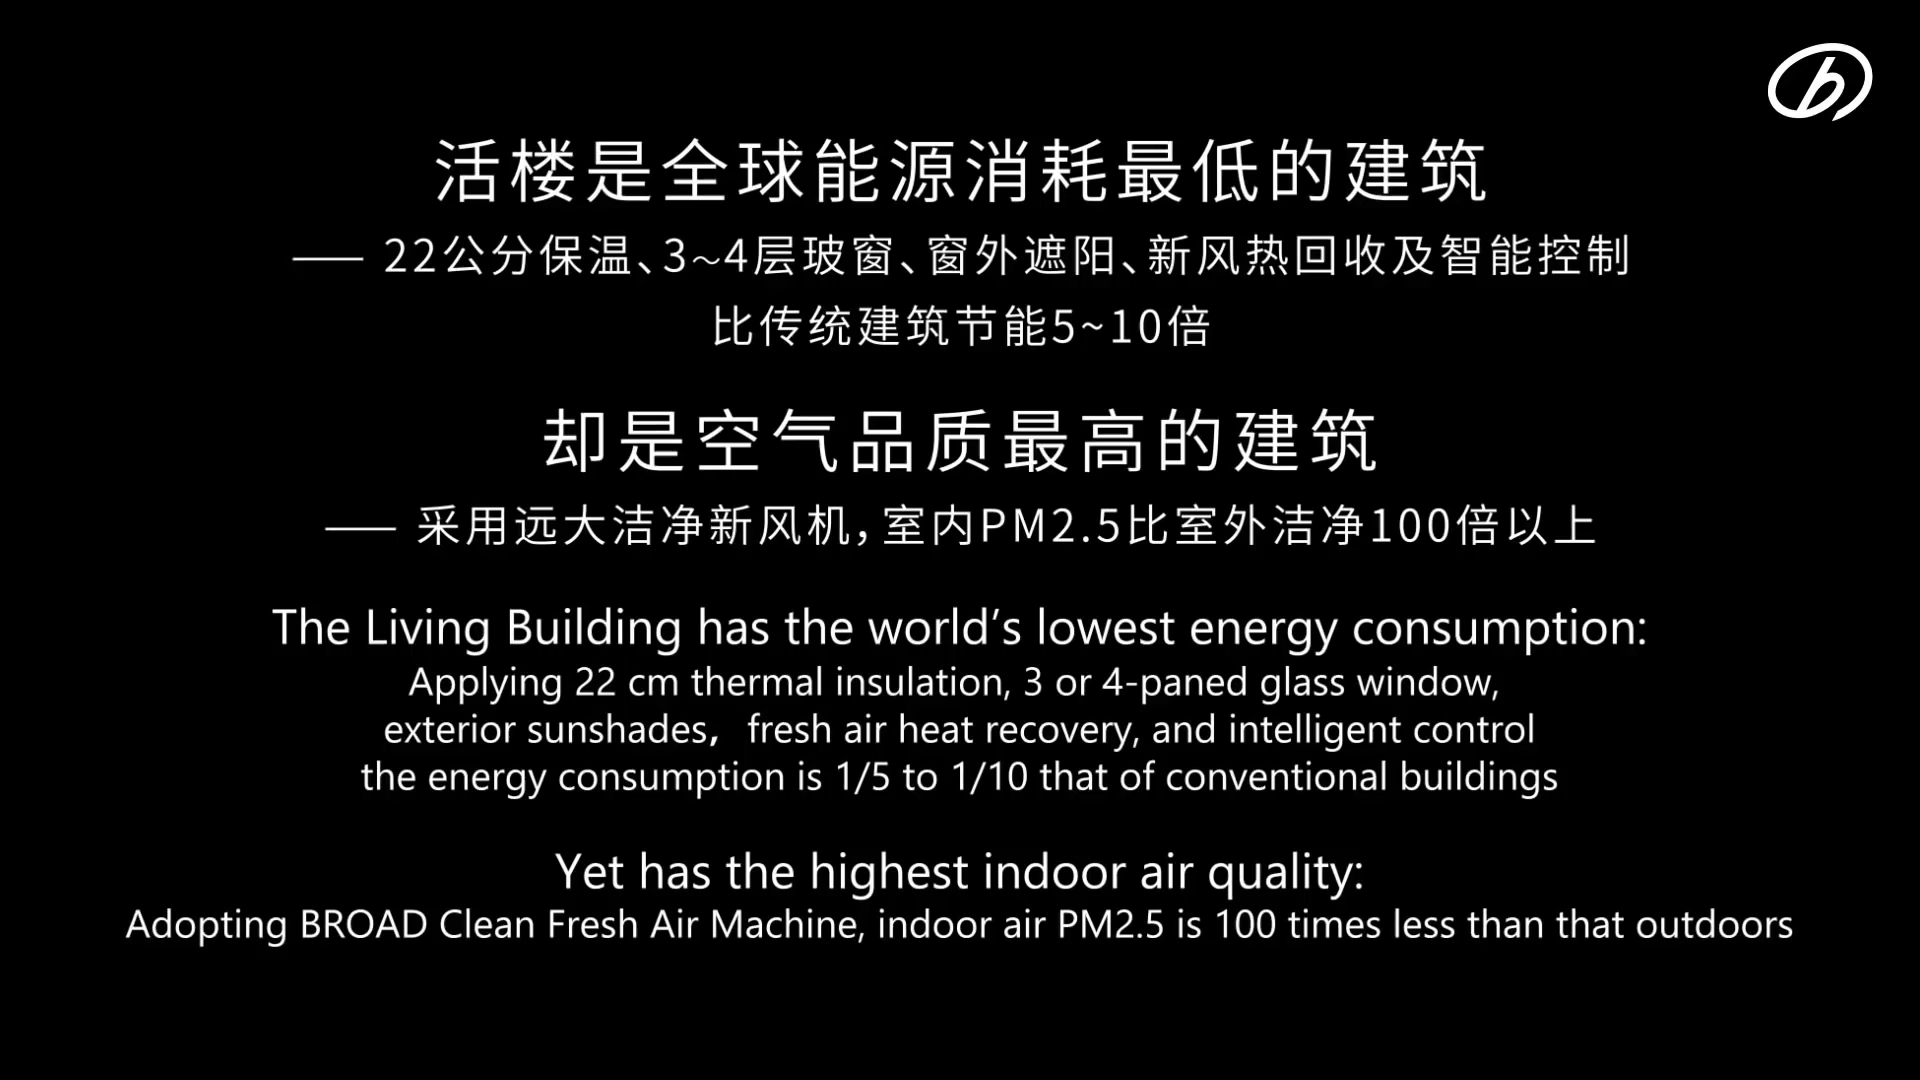 活楼是全球能源消耗最低的建筑
—— 22公分保温、3~4层玻窗、窗外遮阳、新风热回收及智能控制
比传统建筑节能5~10倍
却是空气品质最高的建筑
—— 采用远大洁净新风机，室内PM2.5比室外洁净100倍以上
The Living Building has the world’s lowest energy consumption:
Applying 22 cm thermal insulation, 3 or 4-paned glass window,
exterior sunshades， fresh air heat recovery, and intelligent control
the energy consumption is 1/5 to 1/10 that of conventional buildings
Yet has the highest indoor air quality:
Adopting BROAD Clean Fresh Air Machine, indoor air PM2.5 is 100 times less than that outdoors